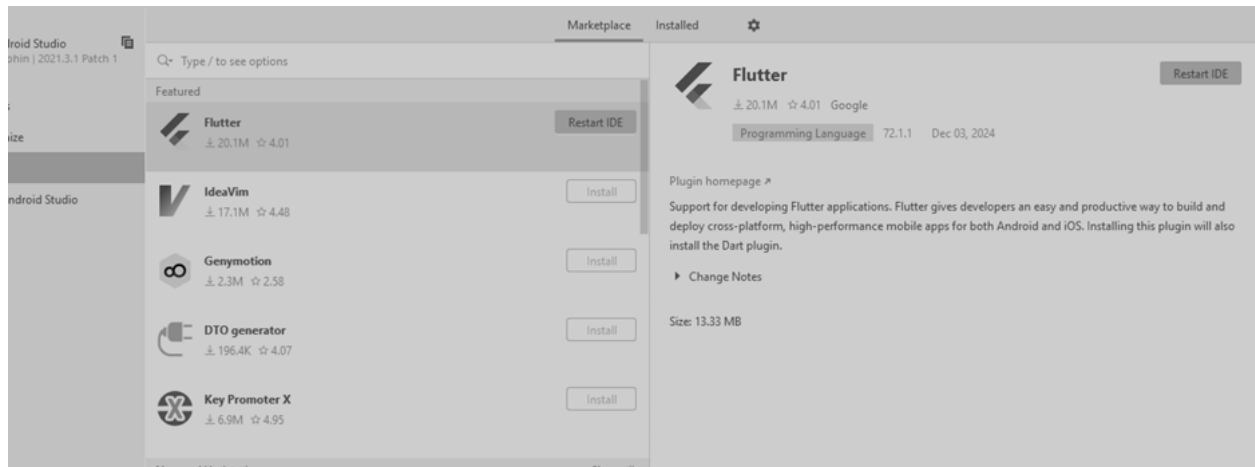 Marketplace Installed
droid Studio
phin | 2021.3.1 Patch 1
ndroid Studio
Type / to see options
Featured
Flutter
20.1M 4.01
Restart IDE
IdeaVim
17.1M 4.48
Install
Genymotion
2.3M 2.58
Install
DTO generator
196.4K 4.07
Install
Key Promoter X
6.9M 4.95
Install
Flutter
Restart IDE
20.1M 4.01 Google
Programming Language 72.1.1 Dec 03, 2024
Plugin homepage
Support for developing Flutter applications. Flutter gives developers an easy and productive way to build and
deploy cross-platform, high-performance mobile apps for both Android and iOS. Installing this plugin will also
install the Dart plugin.
Change Notes
Size: 13.33 MB